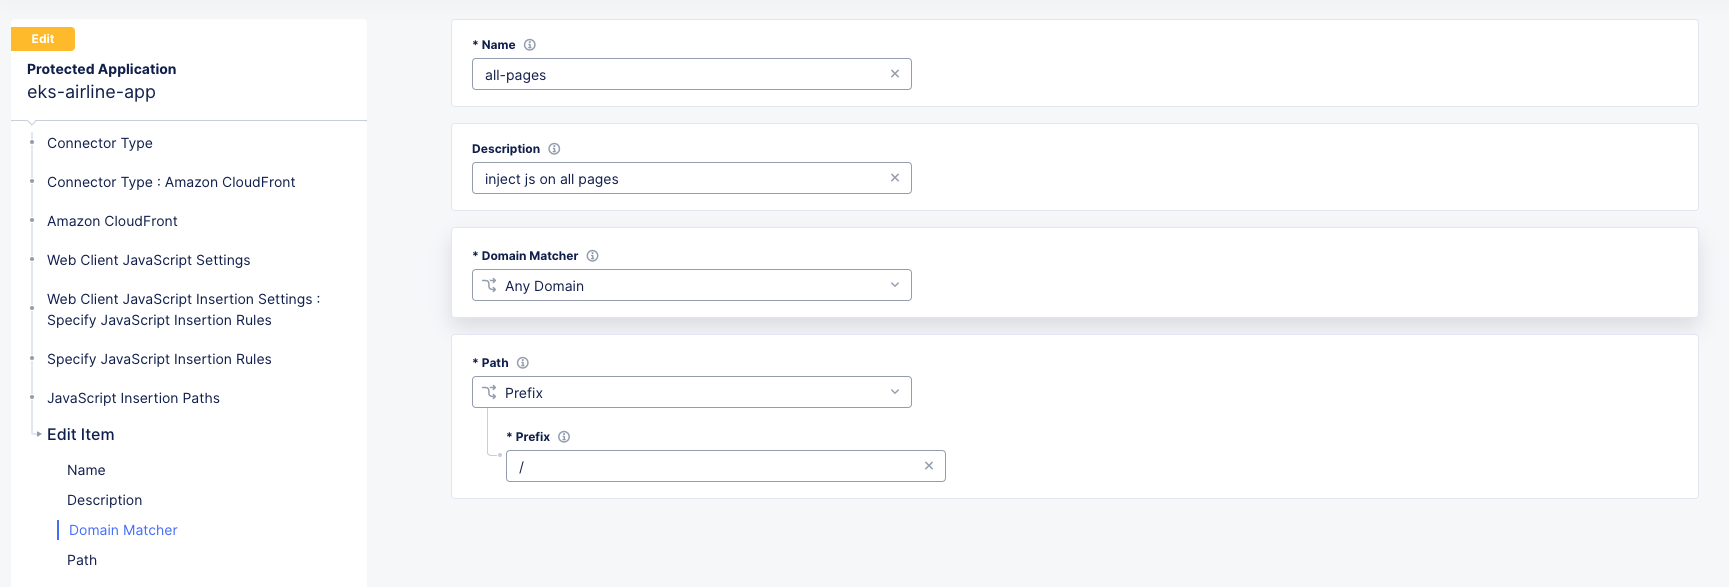 Edit
Protected Application
eks-airline-app
Connector Type
Connector Type : Amazon CloudFront
Amazon CloudFront
Web Client JavaScript Settings
Web Client JavaScript Insertion Settings :
Specify JavaScript Insertion Rules
Specify JavaScript Insertion Rules
JavaScript Insertion Paths
Edit Item
Name
Description
Domain Matcher
Path
* Name
all-pages
Description
inject js on all pages
* Domain Matcher
Any Domain
* Path
Prefix
* Prefix
/